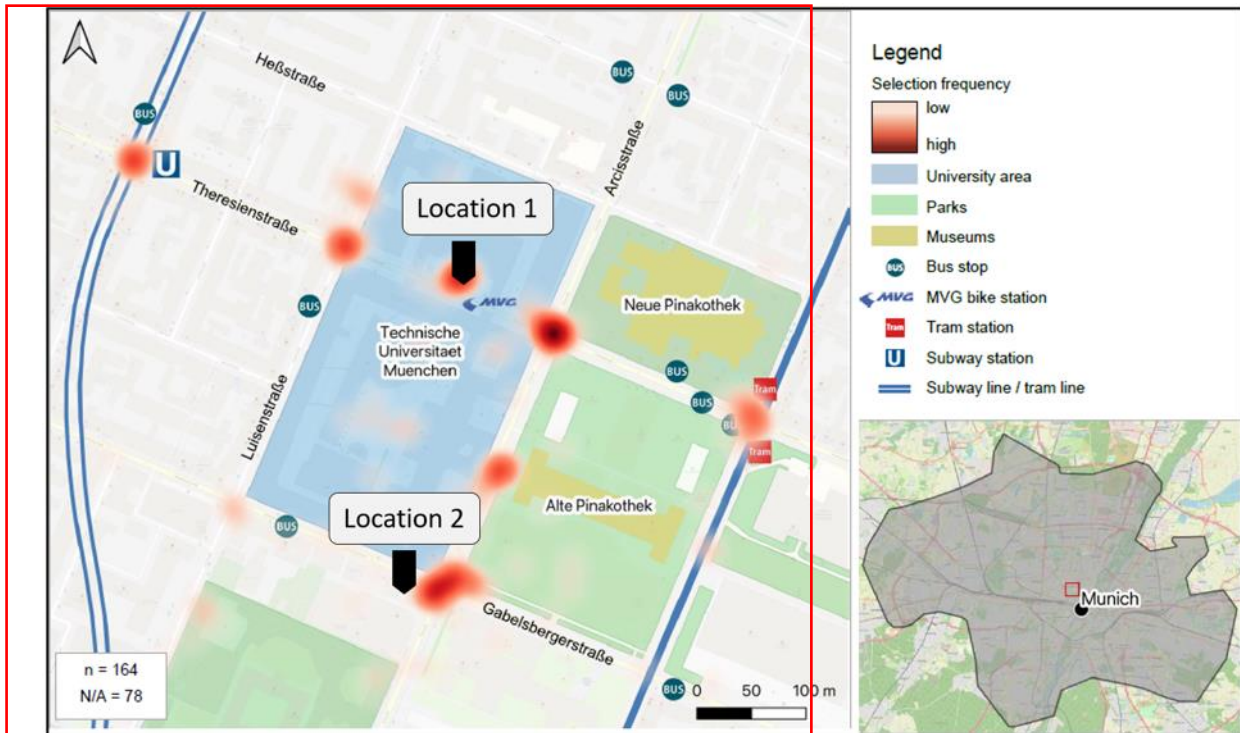 Heßstraße
BUS
BUS
BUS
Arcisstraße
U
Theresienstraße
Location 1
BUS
MVG
Neue Pinakothek
Technische
Universitaet
Muenchen
BUS
Tram
BUS
BU
Tram
Luisenstraße
Alte Pinakothek
Location 2
BUS
Gabelsbergerstraße
n = 164
N/A = 78
BUS
0 50 100 m
Legend
Selection frequency
low
high
University area
Parks
Museums
BUS Bus stop
MVG MVG bike station
Tram Tram station
U Subway station
Subway line / tram line
Munich